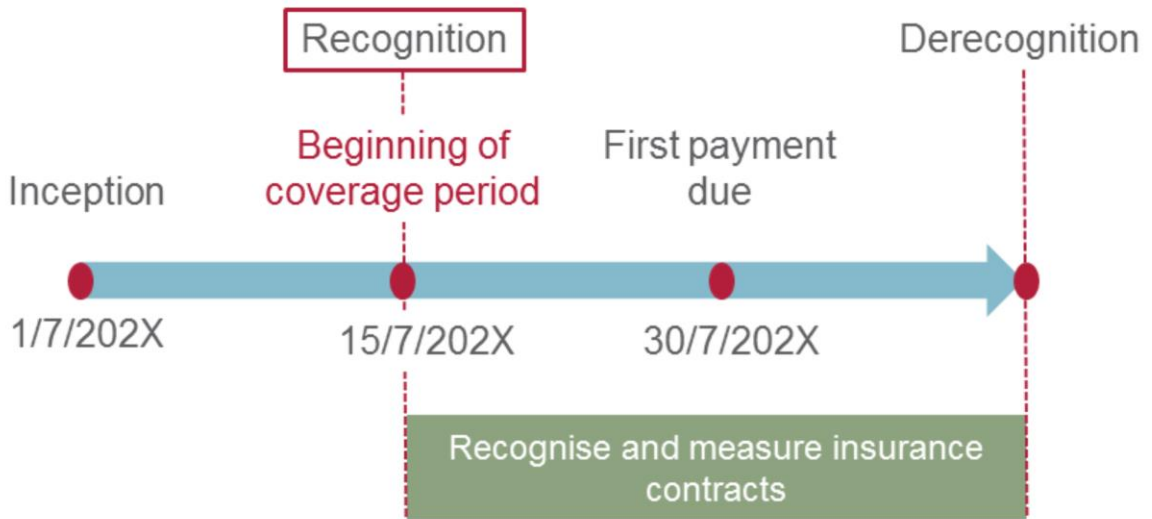 Recognition
Derecognition
Beginning of
coverage period
First payment
due
Inception
1/7/202X
15/7/202X
30/7/202X
Recognise and measure insurance
contracts